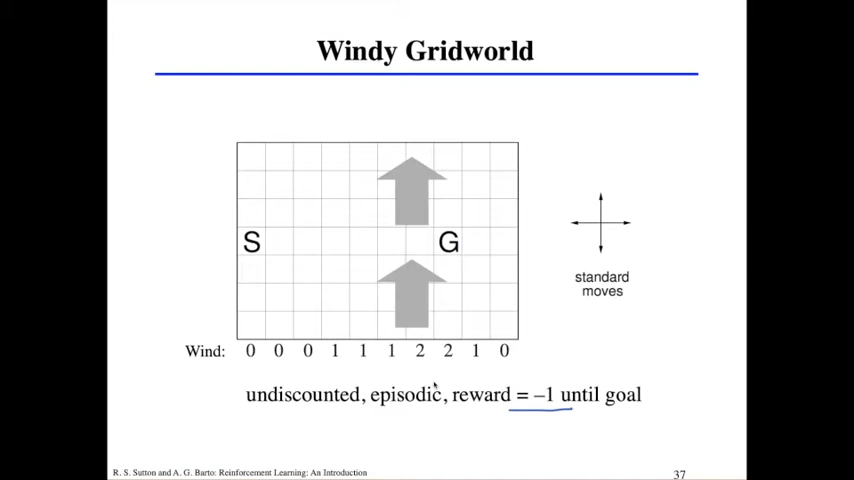 Windy Gridworld
S
G
standard
moves
Wind: 0 0 0 1 1 1 2 2 1 0
undiscounted, episodic, reward = –1 until goal
R. S. Sutton and A. G. Barto: Reinforcement Learning: An Introduction
37